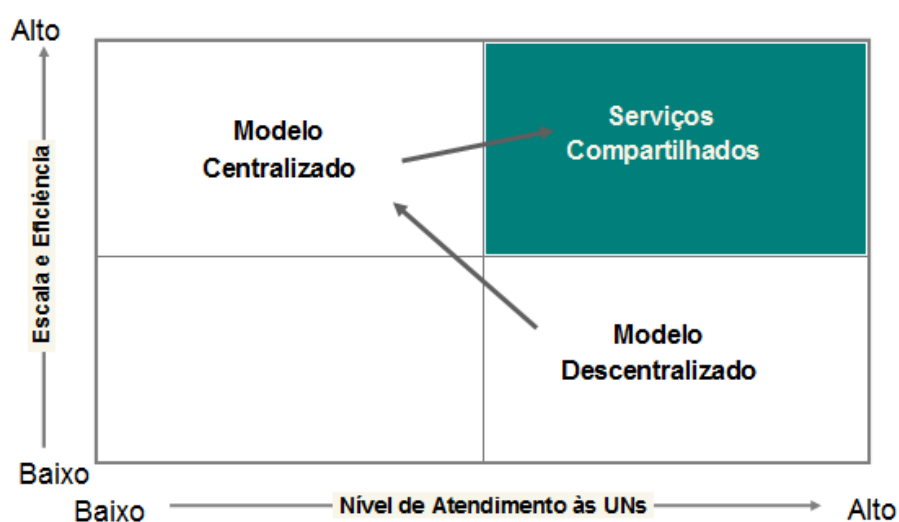 Alto
Escala e Eficiência
Modelo
Centralizado
Serviços
Compartilhados
Modelo
Descentralizado
Baixo
Baixo
Nível de Atendimento às UNs
Alto